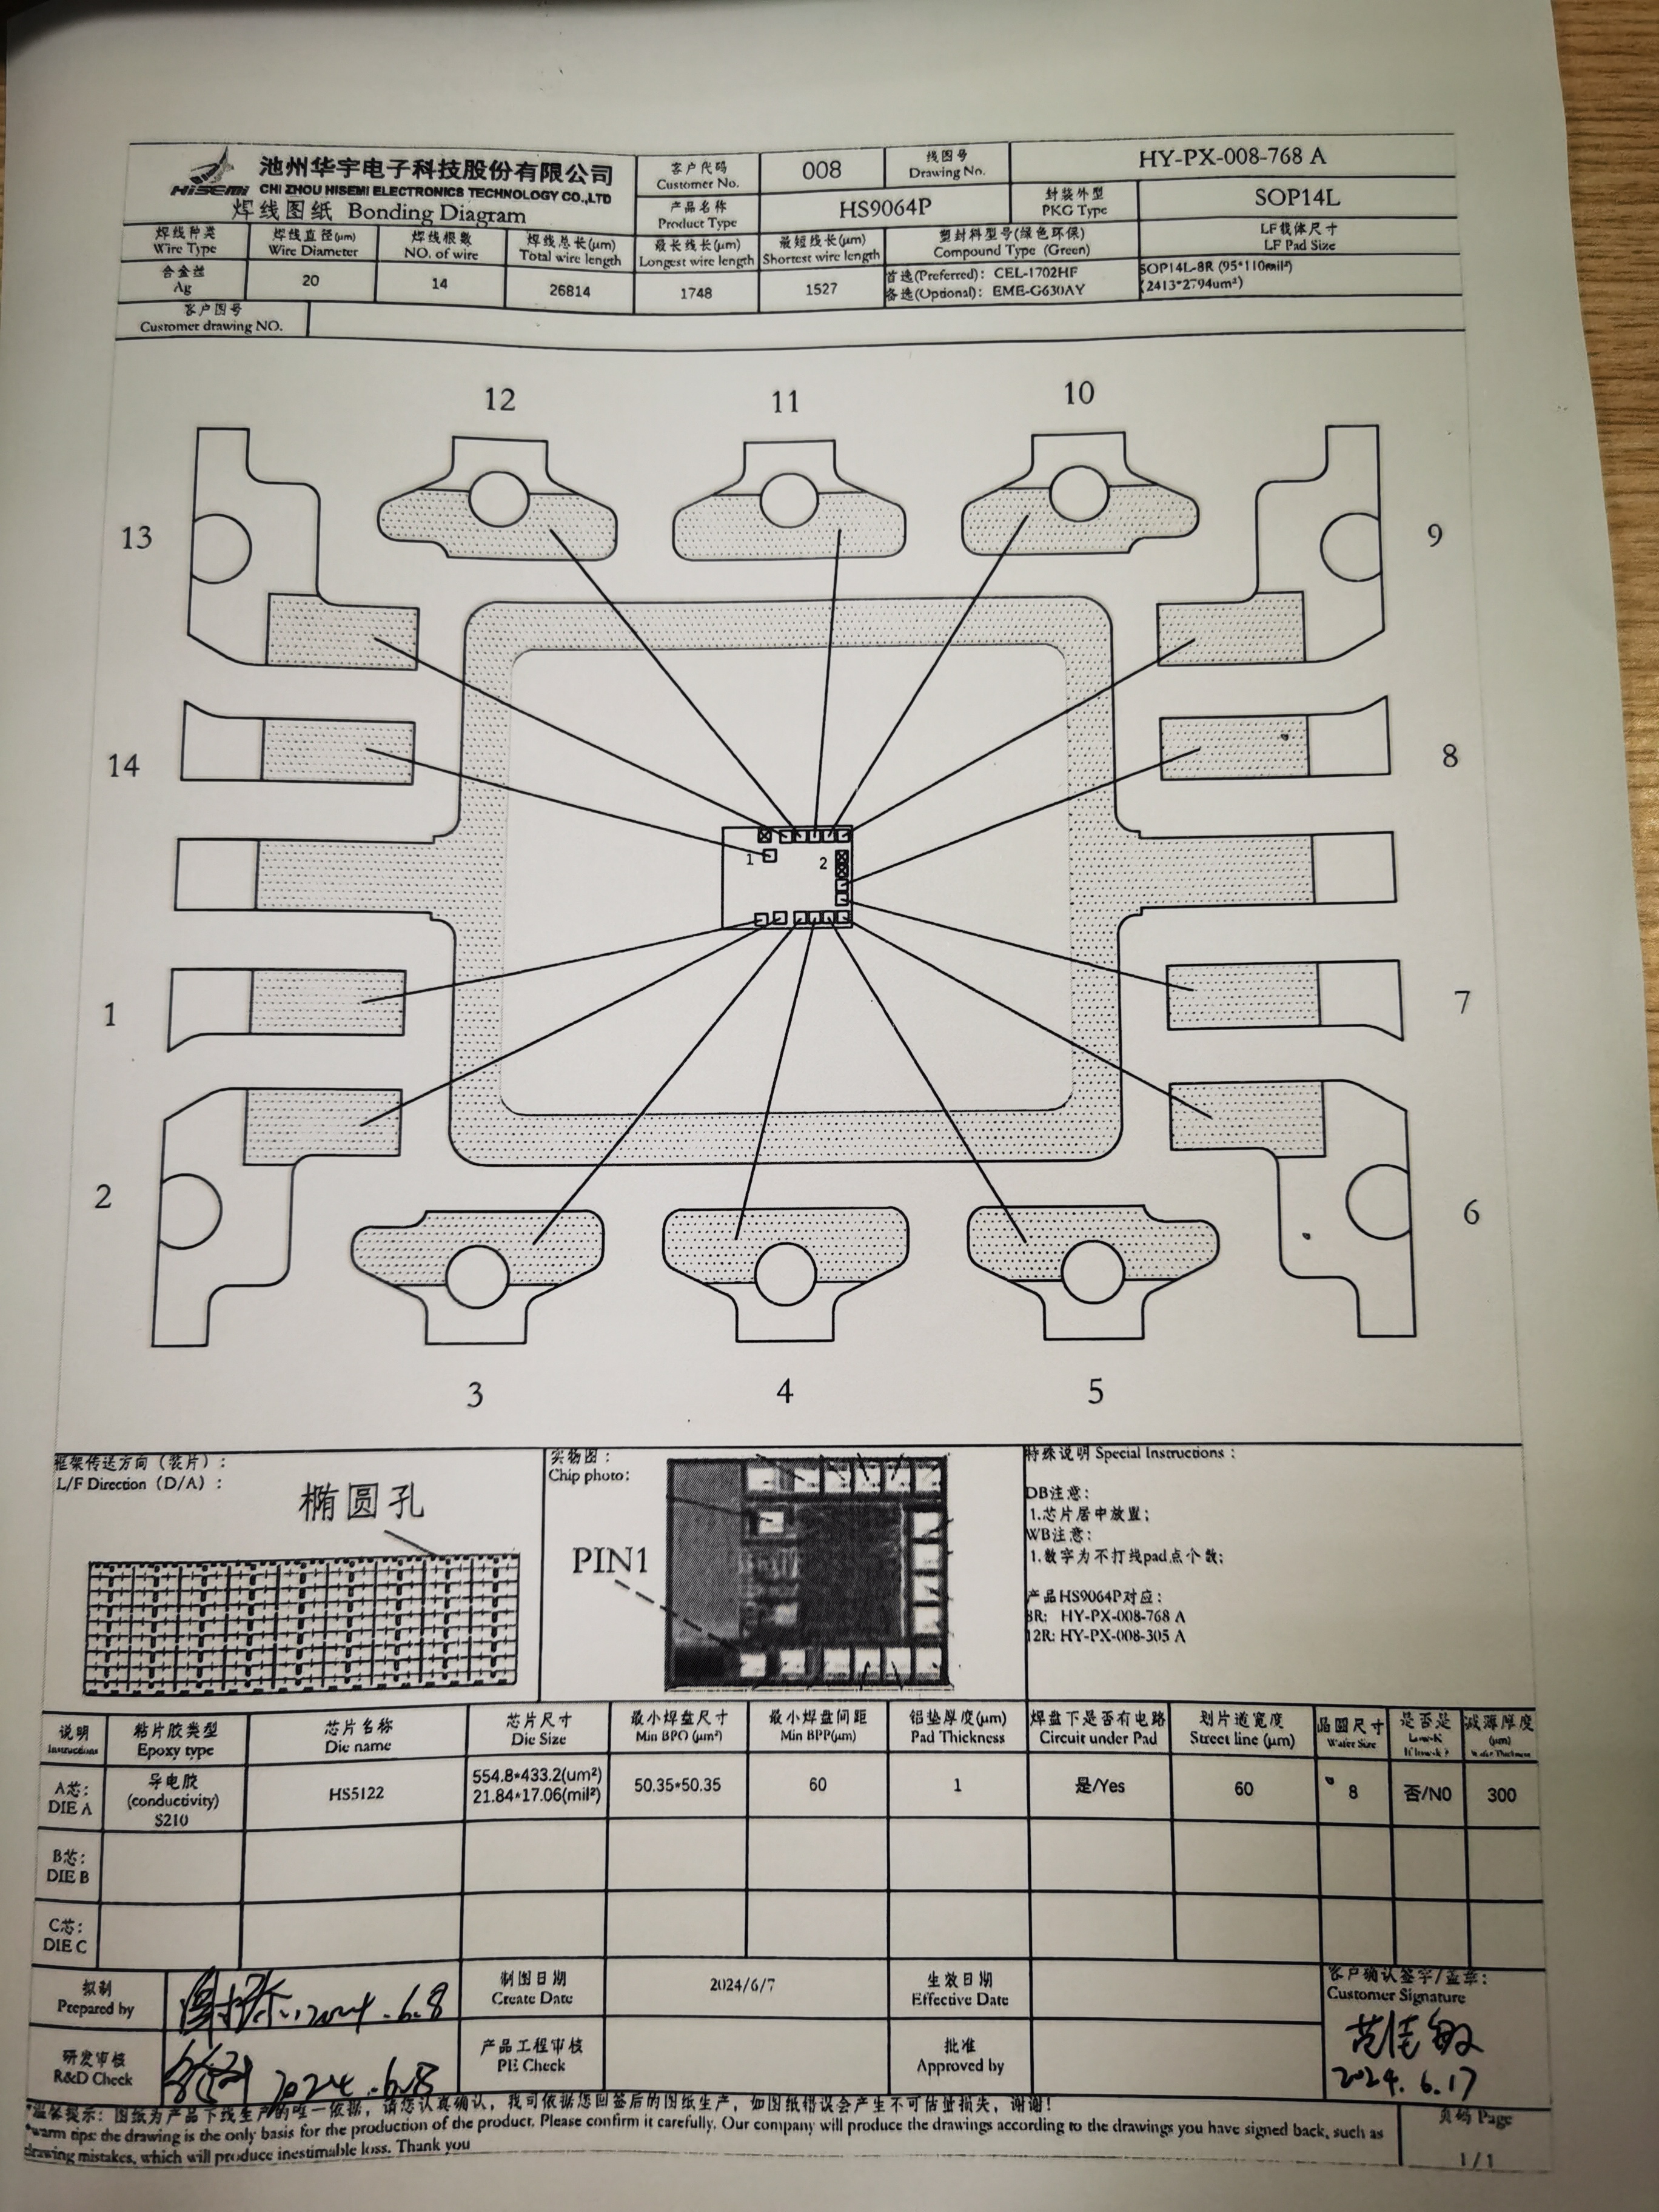 HISEMI
池州华宇电子科技股份有限公司
CHI ZHOU HISEMI ELECTRONICS TECHNOLOGY CO.,LTD
焊线图纸 Bonding Diagram
客户代码
Customer No.
008
线图号
Drawing No.
HY-PX-008-768 A
产品名称
Product Type
HS9064P
封装外型
PKG Type
SOP14L
焊线种类
Wire Type
焊线直径(μm)
Wire Diameter
焊线根数
NO. of wire
焊线总长(μm)
Total wire length
最长线长(μm)
Longest wire length
最短线长(μm)
Shortest wire length
塑封料型号(绿色环保)
Compound Type (Green)
LF载体尺寸
LF Pad Size
合金丝
Ag
20
14
26814
1748
1527
首选(Preferred): CEL-1702HF
备选(Optional): EME-G630AY
SOP14L-8R (95*110mil²)
(2413*2794um²)
客户图号
Customer drawing NO.
12
11
10
13
9
14
8
1
2
1
7
2
6
3
4
5
框架传送方向（装片）:
L/F Direction（D/A）:
椭圆孔
实物图:
Chip photo:
PIN1
特殊说明 Special Instructions :
DB注意:
1.芯片居中放置;
WB注意:
1.数字为不打线pad点个数;
产品HS9064P对应:
8R: HY-PX-008-768 A
12R: HY-PX-008-305 A
说明
Instructions
粘片胶类型
Epoxy type
芯片名称
Die name
芯片尺寸
Die Size
最小焊盘尺寸
Min BPO (μm²)
最小焊盘间距
Min BPP(μm)
铝垫厚度(μm)
Pad Thickness
焊盘下是否有电路
Circuit under Pad
划片道宽度
Street line (μm)
晶圆尺寸
Wafer Size
是否是
Low-K
If low-k ?
减薄厚度
(μm)
Wafer Thickness
A芯:
DIE A
导电胶
(conductivity)
S210
HS5122
554.8*433.2(um²)
21.84*17.06(mil²)
50.35*50.35
60
1
是/Yes
60
8
否/NO
300
B芯:
DIE B
C芯:
DIE C
拟制
Prepared by
2024.6.8
制图日期
Create Date
2024/6/7
生效日期
Effective Date
客户确认签字/盖章:
Customer Signature
范佳敏
2024.6.17
研发审核
R&D Check
2024.6.8
产品工程审核
PE Check
批准
Approved by
*温馨提示: 图纸为产品下线生产的唯一依据, 请您认真确认, 我司依据您回签后的图纸生产, 如图纸错误会产生不可估量损失, 谢谢!
*warm tips: the drawing is the only basis for the production of the product. Please confirm it carefully. Our company will produce the drawings according to the drawings you have signed back, such as
drawing mistakes, which will produce inestimable loss. Thank you
页码 Page
1/1